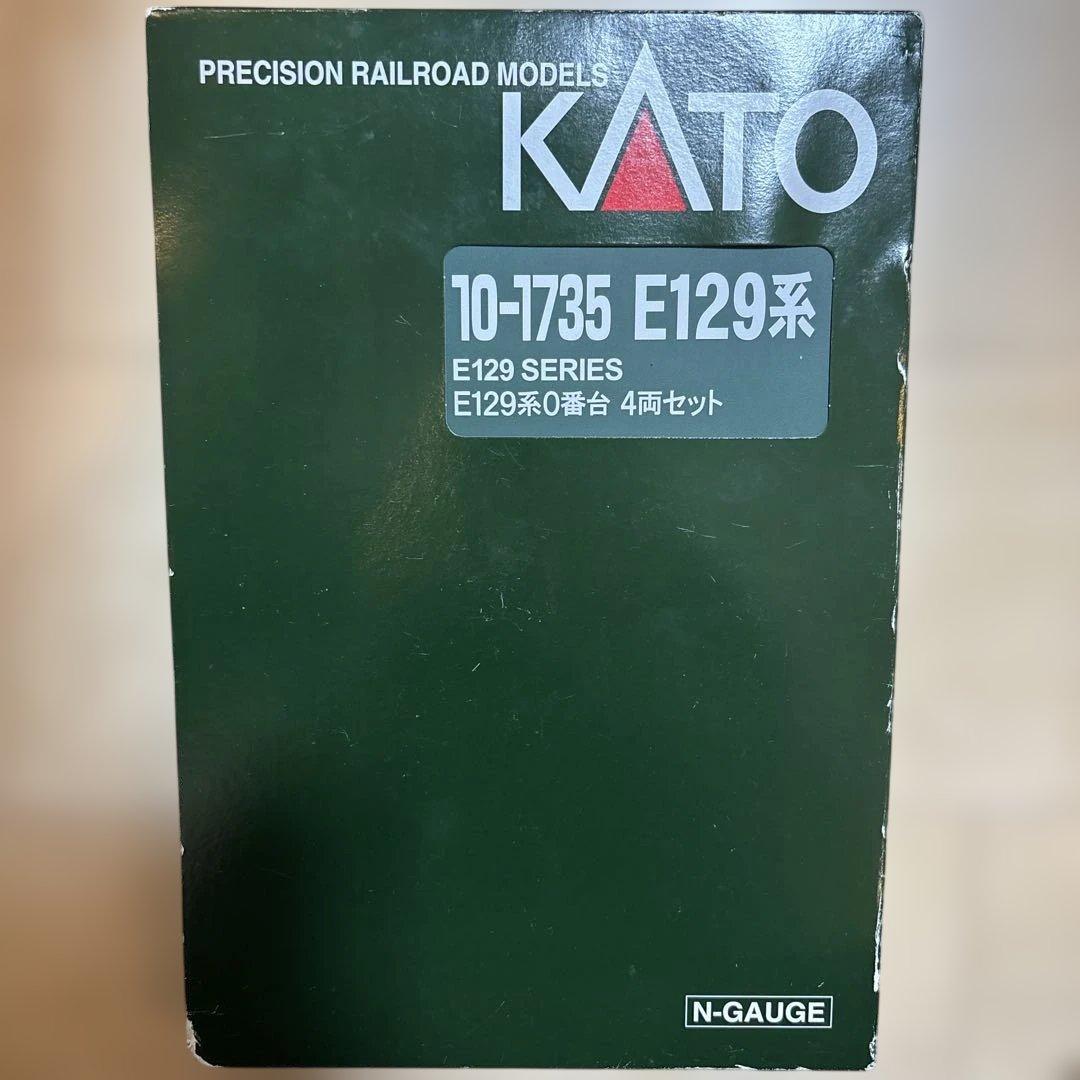 PRECISION RAILROAD MODELS
KATO
10-1735 E129系
E129 SERIES
E129系0番台 4両セット
N-GAUGE